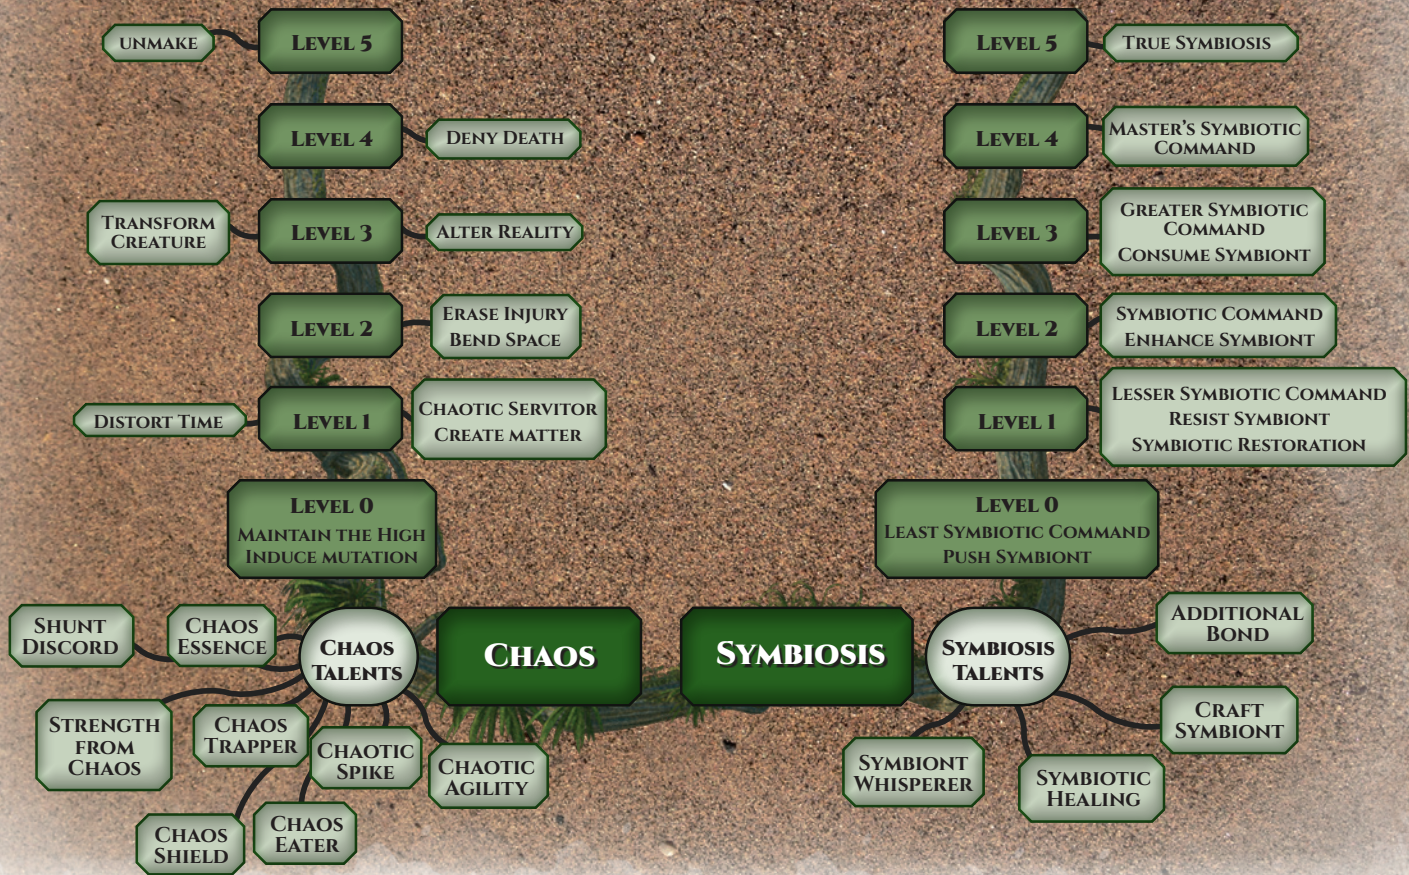 unmake
Level 5
Level 4
Deny Death
Transform
Creature
Level 3
Alter Reality
Level 2
Erase Injury
Bend Space
Distort Time
Level 1
Chaotic Servitor
Create matter
Level 0
Maintain the High
Induce mutation
Shunt
Discord
Chaos
Essence
Chaos
Talents
Chaos
Strength
from
Chaos
Chaos
Trapper
Chaotic
Spike
Chaotic
Agility
Chaos
Shield
Chaos
Eater
Level 5
True Symbiosis
Level 4
Master's Symbiotic
Command
Level 3
Greater Symbiotic
Command
Consume Symbiont
Level 2
Symbiotic Command
Enhance Symbiont
Level 1
Lesser Symbiotic Command
Resist Symbiont
Symbiotic Restoration
Level 0
Least Symbiotic Command
Push Symbiont
Symbiosis
Symbiosis
Talents
Additional
Bond
Craft
Symbiont
Symbiont
Whisperer
Symbiotic
Healing